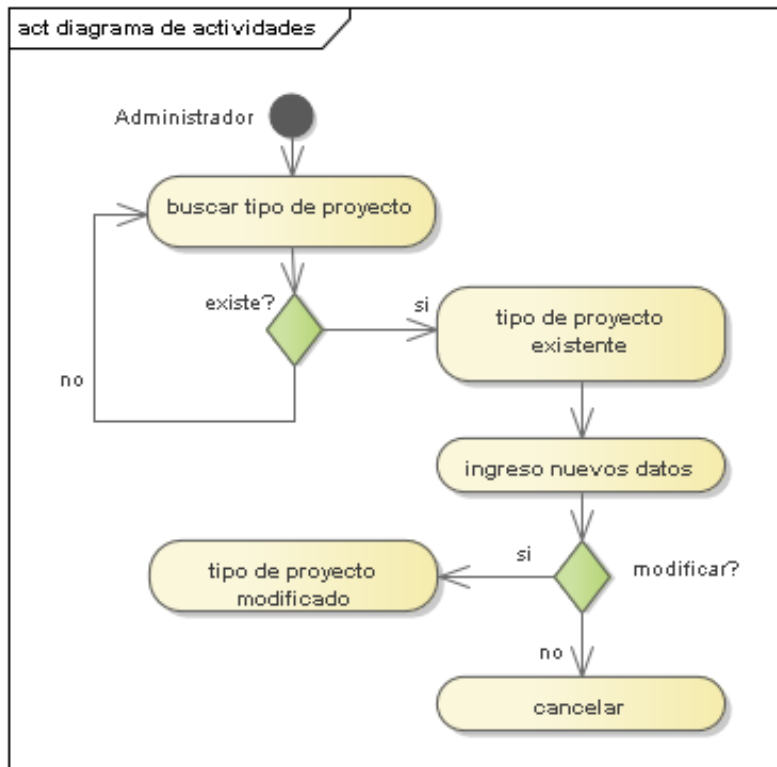 act diagrama de actividades
Administrador
buscar tipo de proyecto
existe?
si
tipo de proyecto
existente
no
ingreso nuevos datos
si
modificar?
tipo de proyecto
modificado
no
cancelar